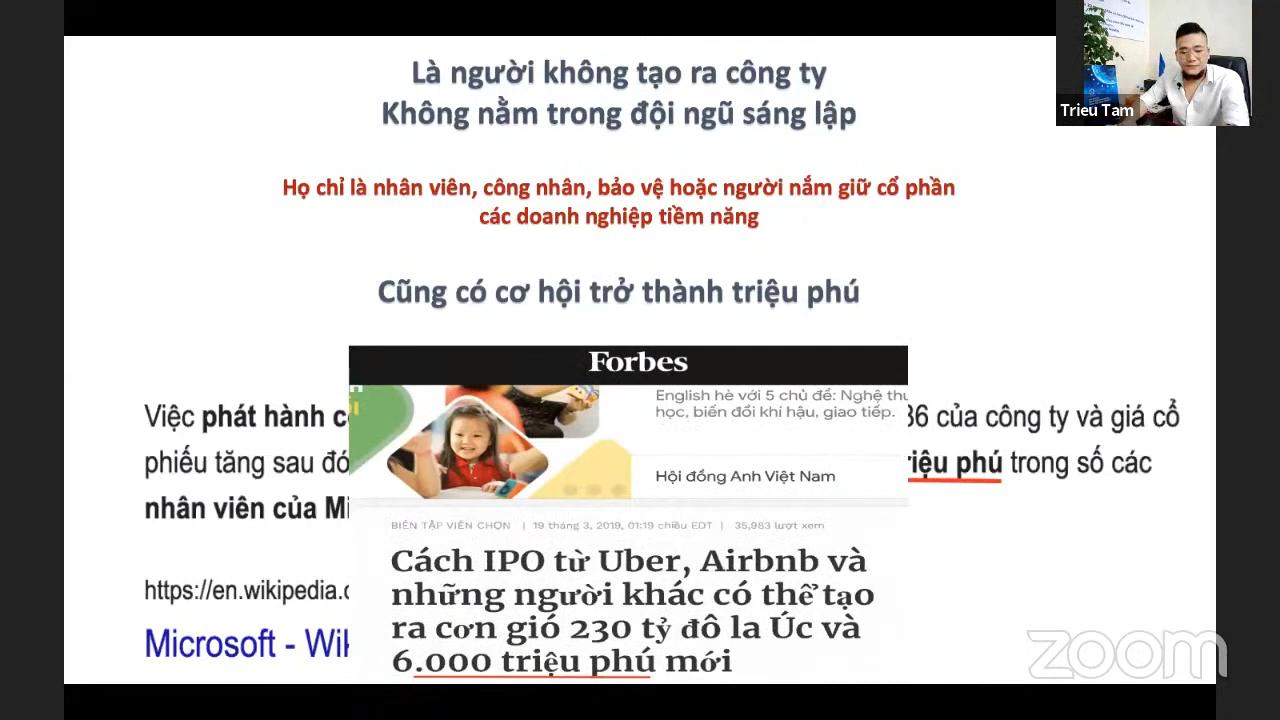 Là người không tạo ra công ty
Không nằm trong đội ngũ sáng lập
Trieu Tam
Họ chỉ là nhân viên, công nhân, bảo vệ hoặc người nắm giữ cổ phần
các doanh nghiệp tiềm năng
Cũng có cơ hội trở thành triệu phú
Forbes
English hè với 5 chủ đề: Nghệ
học, biến đổi khí hậu, giao tiếp.
Hội đồng Anh Việt Nam
Việc phát hành 86 của công ty và giá cổ
phiếu tăng sau đó triệu phú trong số các
nhân viên của
BIÊN TẬP VIÊN CHỌN | 19 tháng 3, 2019, 01:19 chiều EDT | 35,983 lượt xem
Cách IPO từ Uber, Airbnb và
những người khác có thể tạo
ra cơn gió 230 tỷ đô la Úc và
6.000 triệu phú mới
https://en.wikipedia.
Microsoft - Wik
zoom